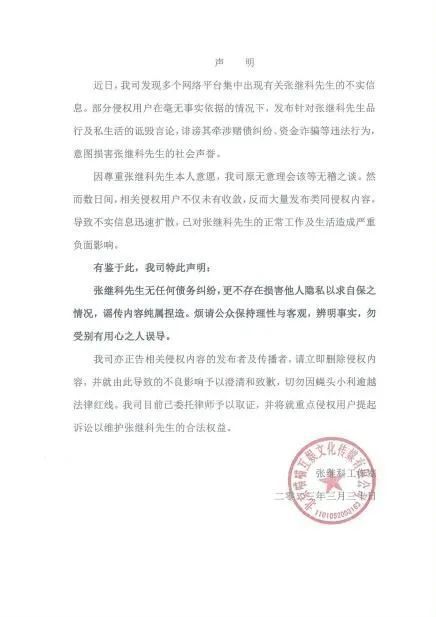 声 明
近日，我司发现多个网络平台集中出现有关张继科先生的不实信
息。部分侵权用户在毫无事实依据的情况下，发布针对张继科先生品
行及私生活的诋毁言论，诽谤其牵涉赌债纠纷、资金诈骗等违法行为，
意图损害张继科先生的社会声誉。
因尊重张继科先生本人意愿，我司原无意理会该等无稽之谈。然
而数日间，相关侵权用户不仅未有收敛，反而大量发布类同侵权内容，
导致不实信息迅速扩散，已对张继科先生的正常工作及生活造成严重
负面影响。
有鉴于此，我司特此声明：
张继科先生无任何债务纠纷，更不存在损害他人隐私以求自保之
情况，谣传内容纯属捏造。烦请公众保持理性与客观，辨明事实，勿
受别有用心之人误导。
我司亦正告相关侵权内容的发布者及传播者，请立即删除侵权内
容，并就由此导致的不良影响予以澄清和致歉，切勿因蝇头小利逾越
法律红线。我司目前已委托律师予以取证，并将就重点侵权用户提起
诉讼以维护张继科先生的合法权益。
张继科工作室
二零二三年三月三十日